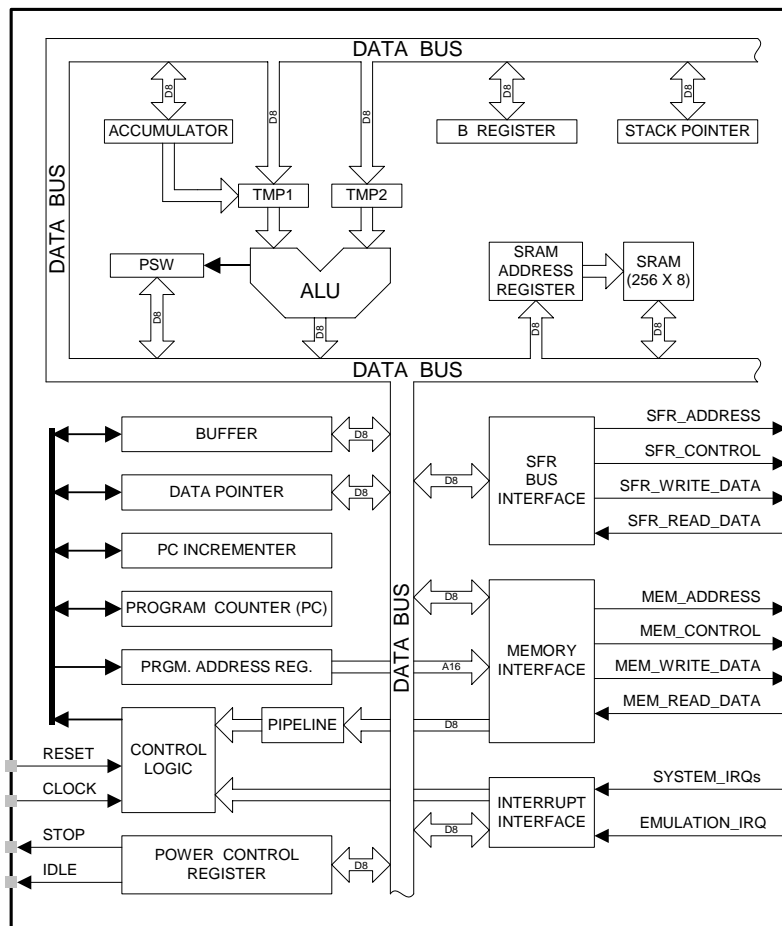 DATA BUS
D8
D8
D8
D8
D8
ACCUMULATOR
B REGISTER
STACK POINTER
DATA BUS
TMP1
TMP2
PSW
ALU
SRAM
ADDRESS
REGISTER
SRAM
(256 X 8)
D8
D8
D8
D8
DATA BUS
BUFFER
D8
DATA POINTER
D8
PC INCREMENTER
PROGRAM COUNTER (PC)
PRGM. ADDRESS REG.
A16
DATA BUS
D8
SFR
BUS
INTERFACE
SFR_ADDRESS
SFR_CONTROL
SFR_WRITE_DATA
SFR_READ_DATA
D8
MEMORY
INTERFACE
MEM_ADDRESS
MEM_CONTROL
MEM_WRITE_DATA
MEM_READ_DATA
CONTROL
LOGIC
PIPELINE
D8
RESET
CLOCK
INTERRUPT
INTERFACE
SYSTEM_IRQs
EMULATION_IRQ
D8
STOP
IDLE
POWER CONTROL
REGISTER
D8